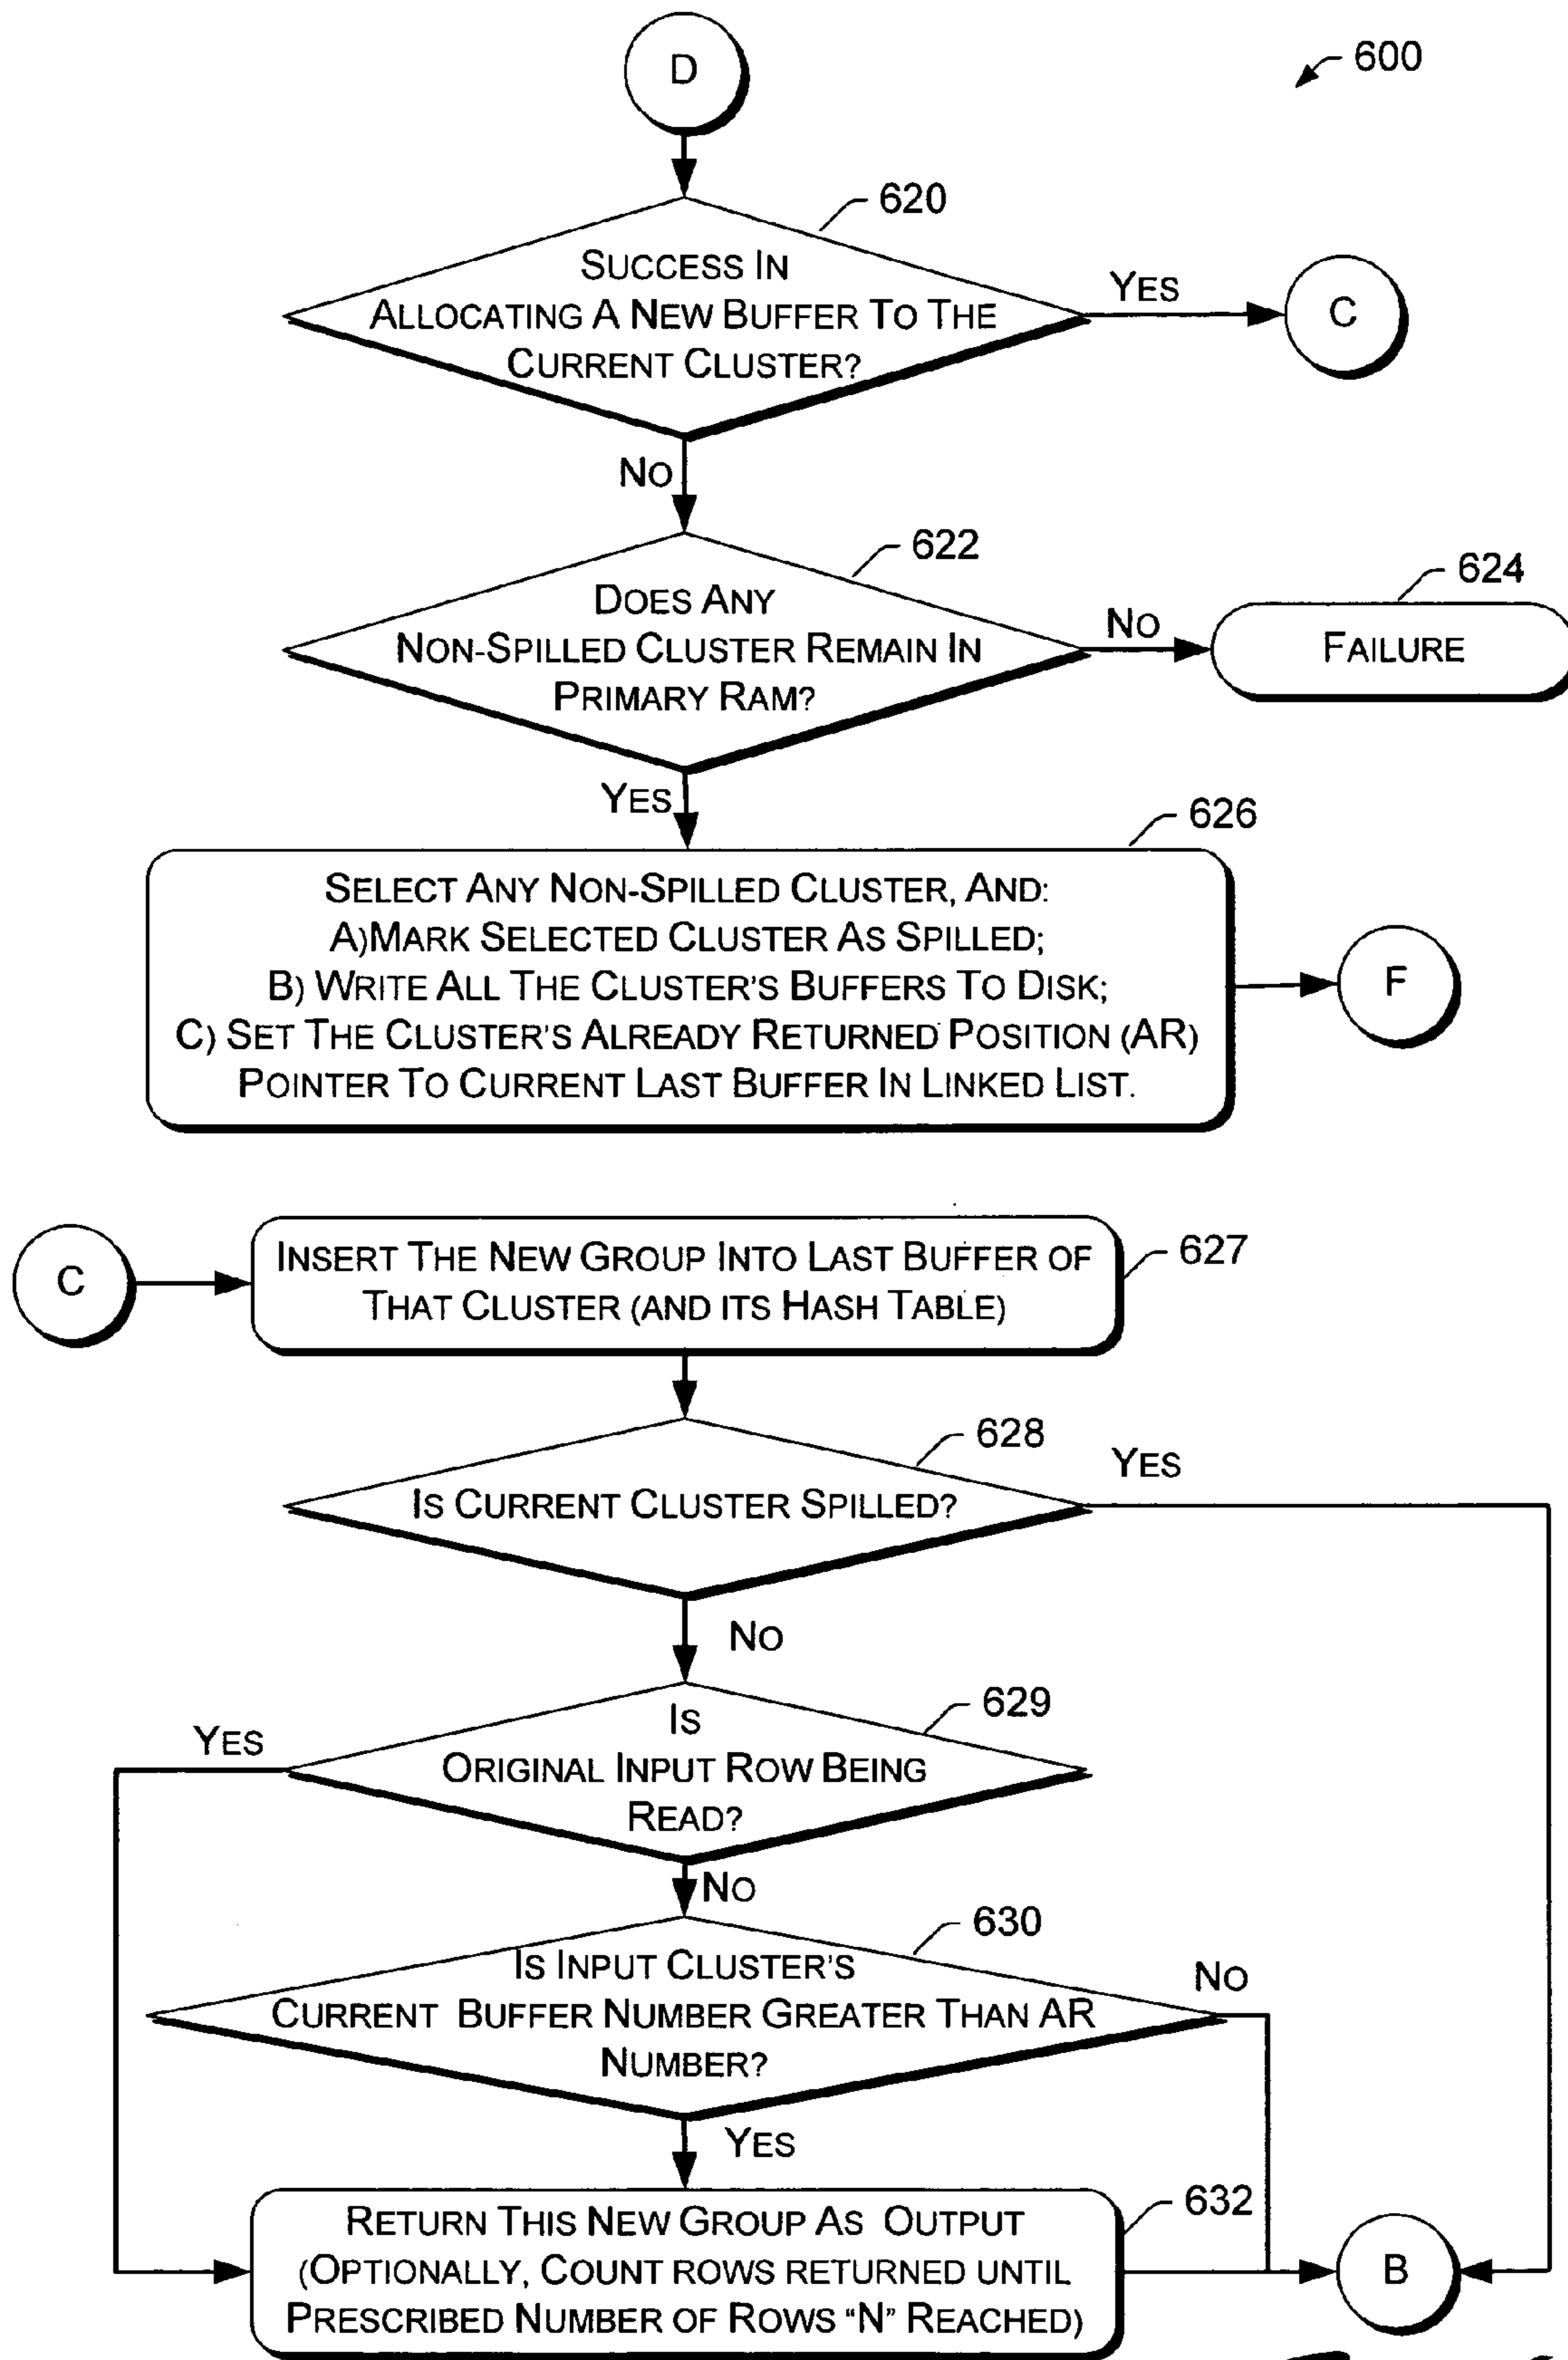 D
600
620
SUCCESS IN
ALLOCATING A NEW BUFFER TO THE
CURRENT CLUSTER?
YES
C
NO
622
DOES ANY
NON-SPILLED CLUSTER REMAIN IN
PRIMARY RAM?
NO
624
FAILURE
YES
626
SELECT ANY NON-SPILLED CLUSTER, AND:
A)MARK SELECTED CLUSTER AS SPILLED;
B) WRITE ALL THE CLUSTER'S BUFFERS TO DISK;
C) SET THE CLUSTER'S ALREADY RETURNED POSITION (AR)
POINTER TO CURRENT LAST BUFFER IN LINKED LIST.
F
C
INSERT THE NEW GROUP INTO LAST BUFFER OF
THAT CLUSTER (AND ITS HASH TABLE)
627
628
IS CURRENT CLUSTER SPILLED?
YES
NO
629
IS
ORIGINAL INPUT ROW BEING
READ?
YES
NO
630
IS INPUT CLUSTER'S
CURRENT BUFFER NUMBER GREATER THAN AR
NUMBER?
NO
YES
632
RETURN THIS NEW GROUP AS OUTPUT
(OPTIONALLY, COUNT ROWS RETURNED UNTIL
PRESCRIBED NUMBER OF ROWS "N" REACHED)
B